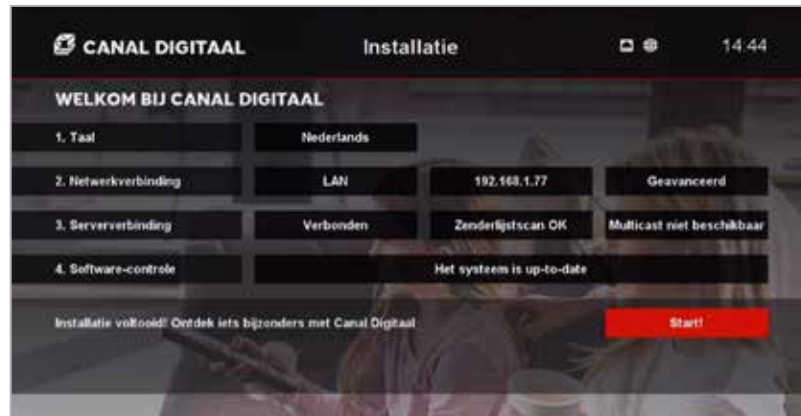 CANAL DIGITAAL Installatie 14.44
WELKOM BIJ CANAL DIGITAAL
1. Taal Nederlands
2. Netwerkverbinding LAN 192.168.1.77 Geavanceerd
3. Serververbinding Verbonden Zenderlijstscan OK Multicast niet beschikbaar
4. Software-controle Het systeem is up-to-date
Installatie voltooid! Ontdek iets bijzonders met Canal Digitaal Start!